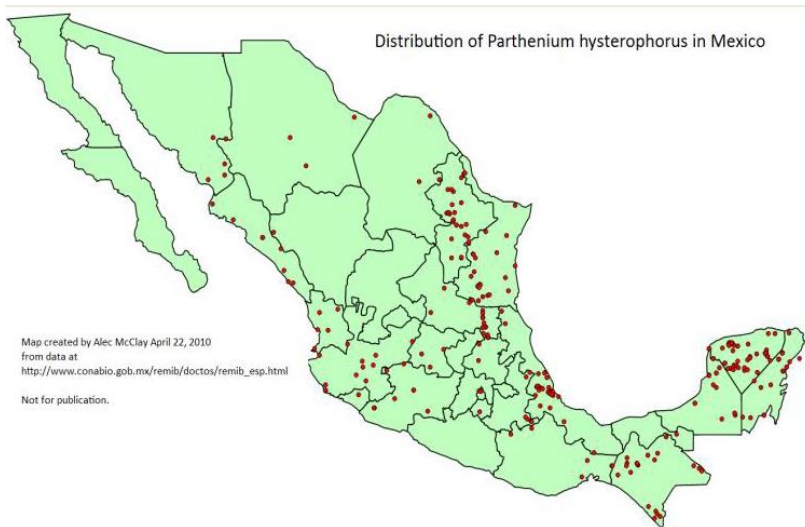 Distribution of Parthenium hysterophorus in Mexico
Map created by Alec McClay April 22, 2010
from data at
http://www.conabio.gob.mx/remib/doctos/remib_esp.html
Not for publication.